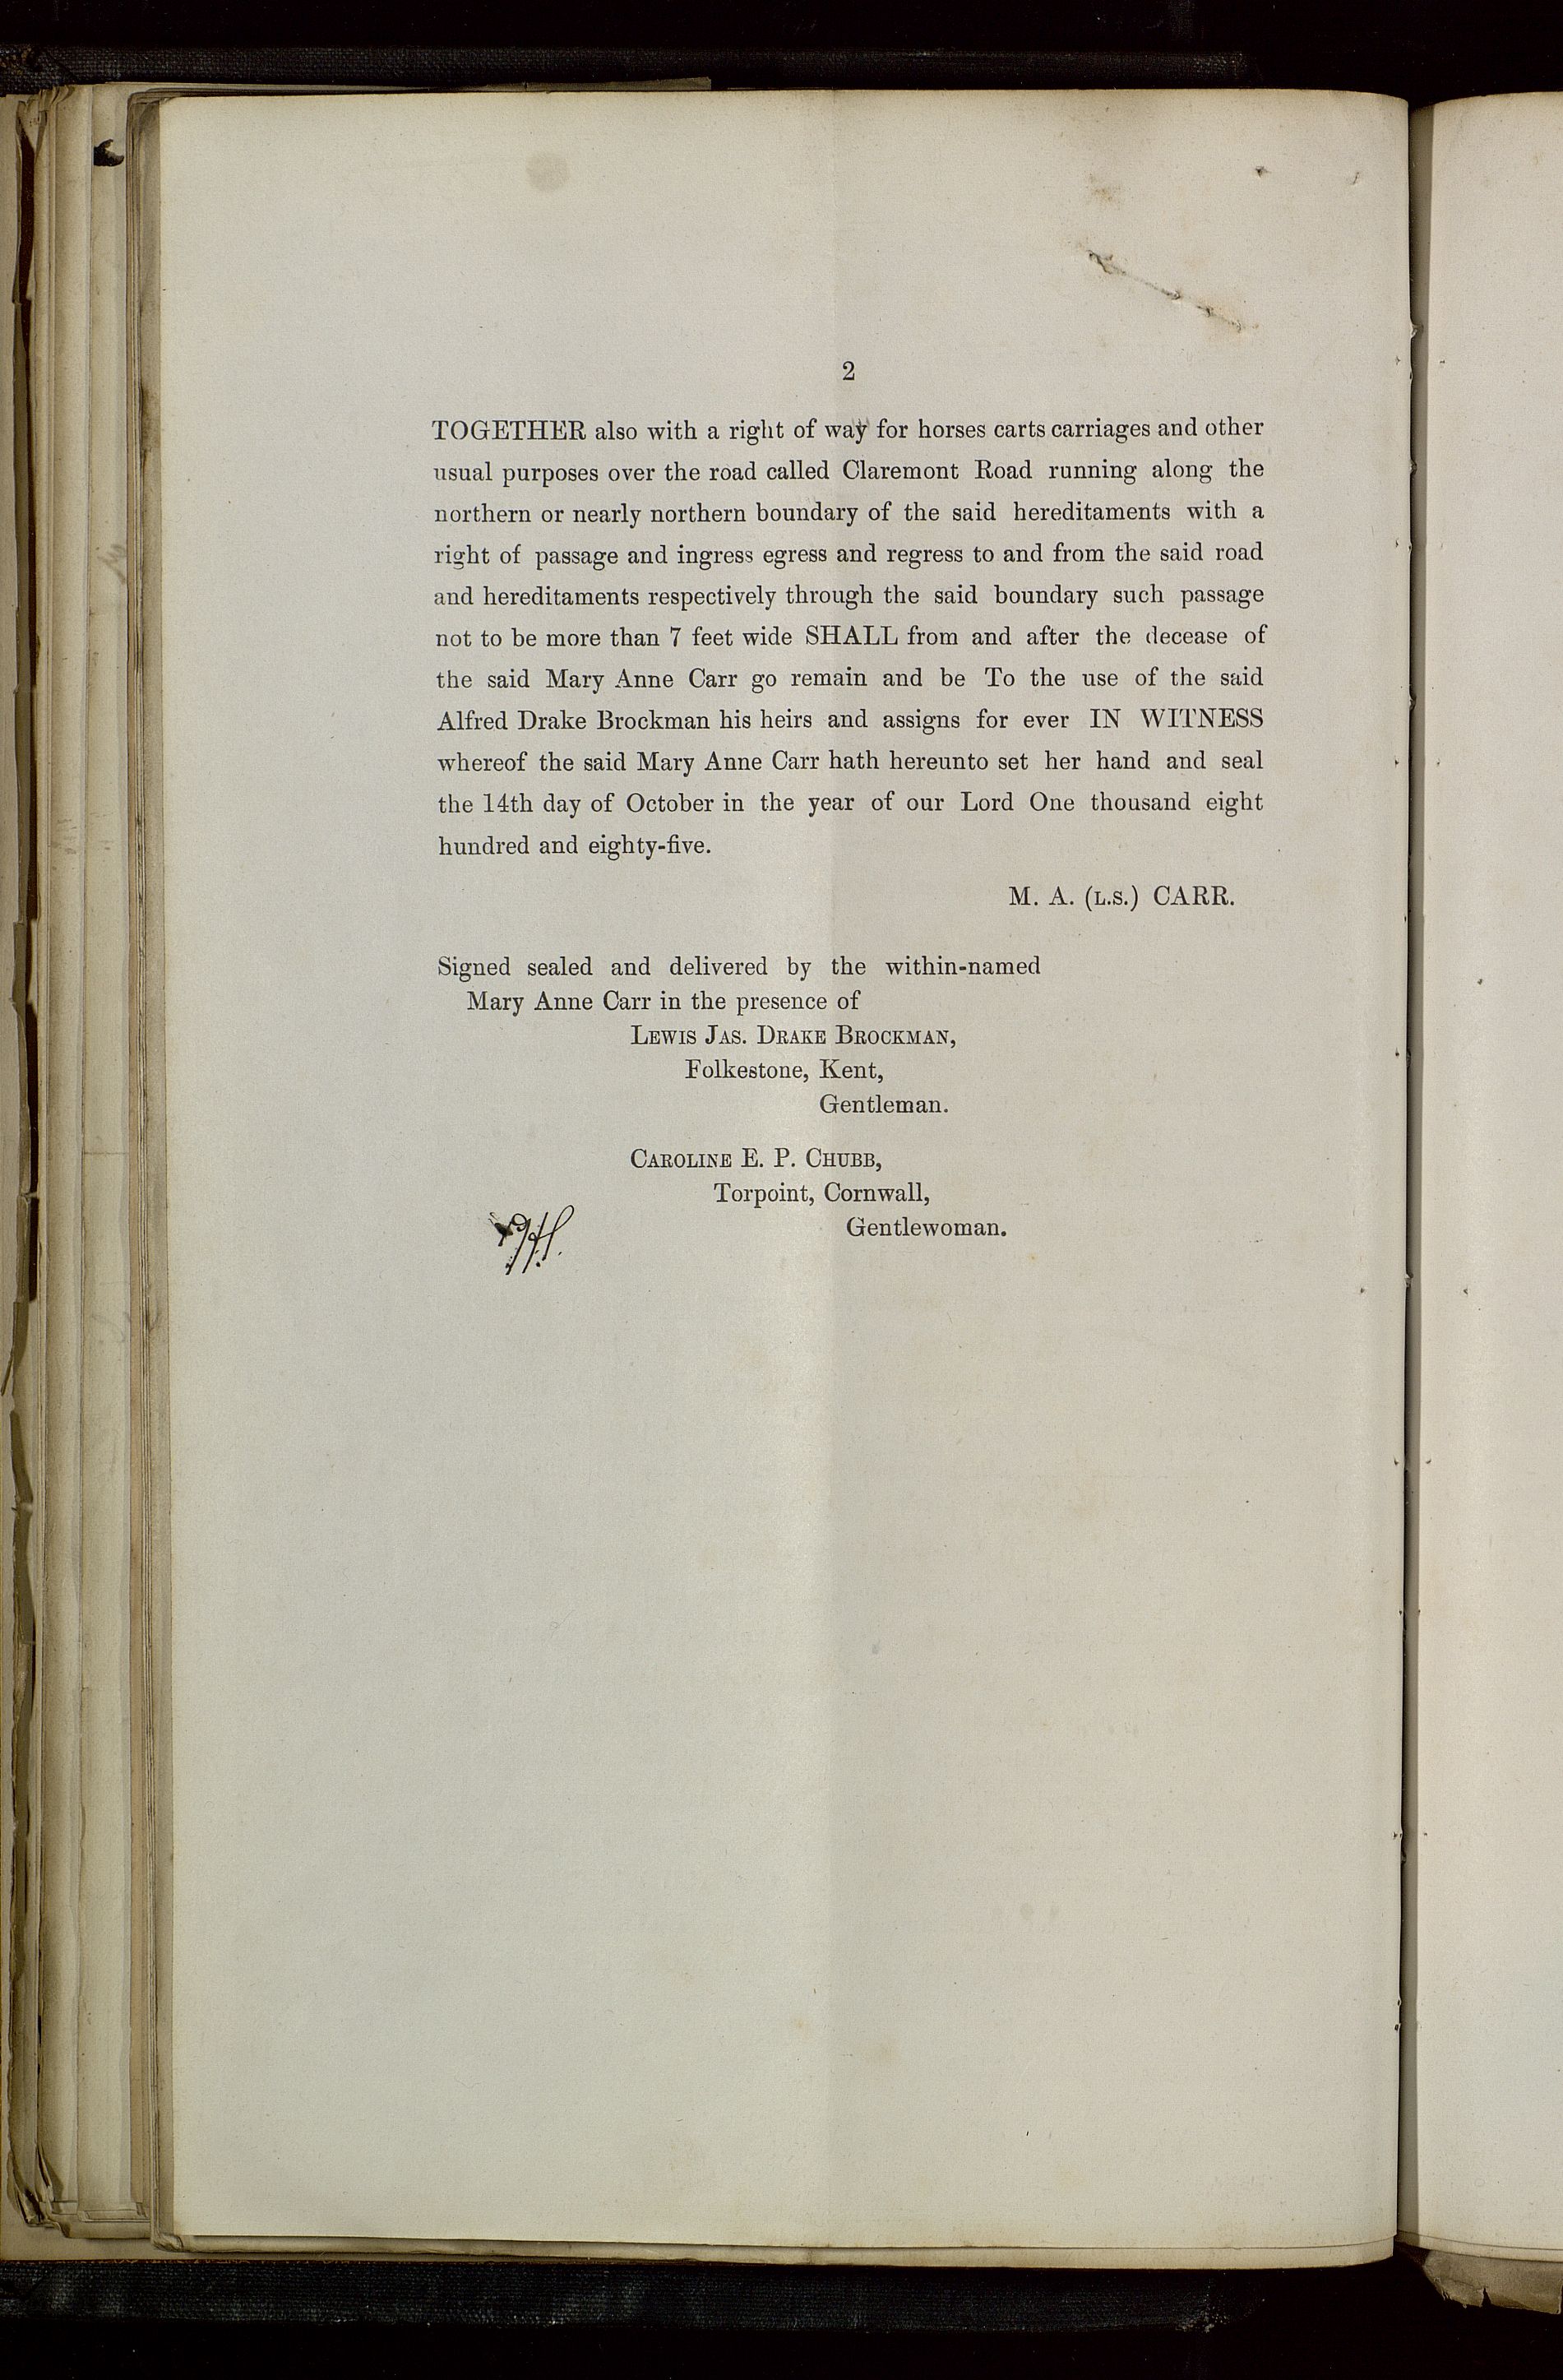 2
TOGETHER also with a right of way for horses carts carriages and other
usual purposes over the road called Claremont Road running along the
northern or nearly northern boundary of the said hereditaments with a
right of passage and ingress egress and regress to and from the said road
and hereditaments respectively through the said boundary such passage
not to be more than 7 feet wide SHALL from and after the decease of
the said Mary Anne Carr go remain and be To the use of the said
Alfred Drake Brockman his heirs and assigns for ever IN WITNESS
whereof the said Mary Anne Carr hath hereunto set her hand and seal
the 14th day of October in the year of our Lord One thousand eight
hundred and eighty-five.
M. A. (L.S.) CARR.
Signed sealed and delivered by the within-named
Mary Anne Carr in the presence of
LEWIS JAS. DRAKE BROCKMAN,
Folkestone, Kent,
Gentleman.
CAROLINE E. P. CHUBB,
Torpoint, Cornwall,
Gentlewoman.